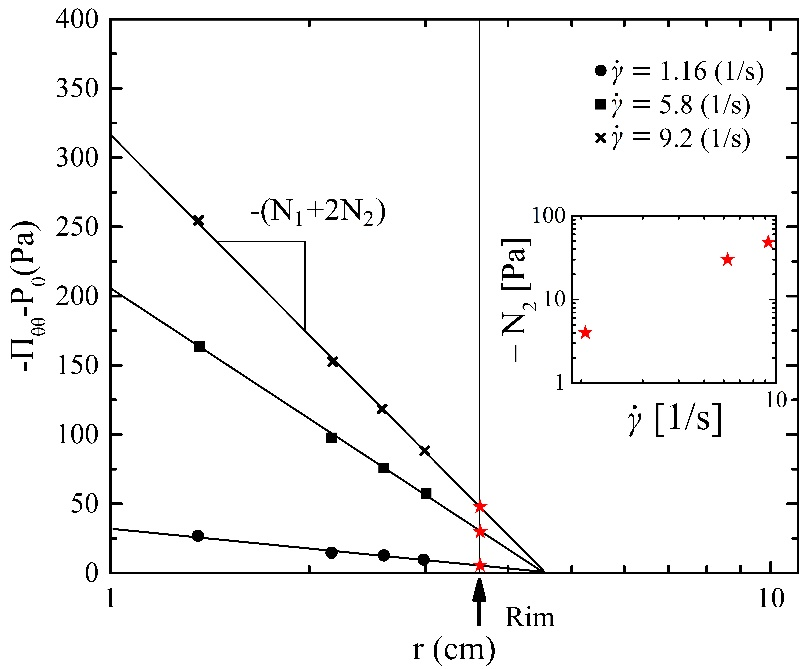 400
350
300
250
200
150
100
50
0
-Π_θθ-P_0(Pa)
γ̇ = 1.16 (1/s)
γ̇ = 5.8 (1/s)
γ̇ = 9.2 (1/s)
-(N_1+2N_2)
100
10
1
− N_2 [Pa]
10
γ̇ [1/s]
1
10
Rim
r (cm)